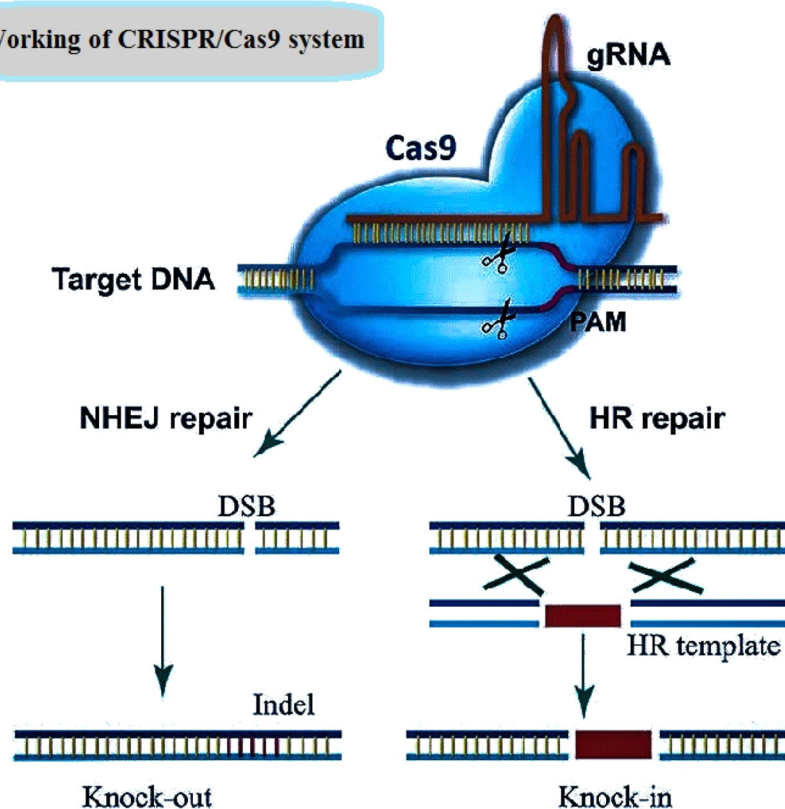 Vorking of CRISPR/Cas9 system
gRNA
Cas9
Target DNA
PAM
NHEJ repair
HR repair
DSB
DSB
HR template
Indel
Knock-out
Knock-in